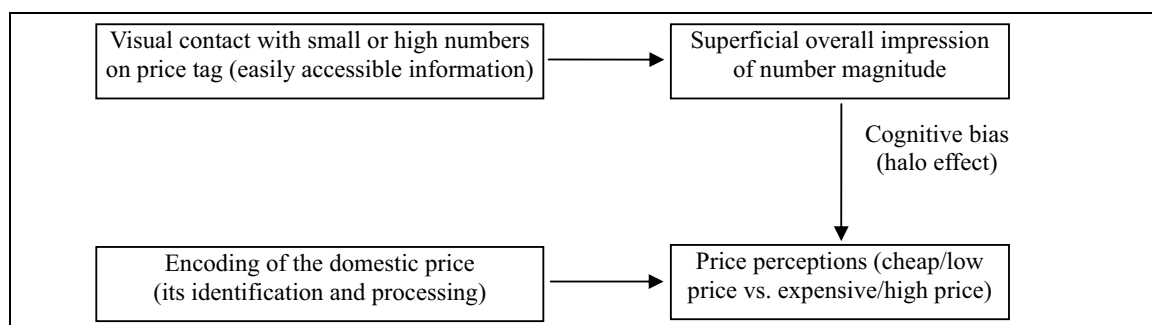 Visual contact with small or high numbers
on price tag (easily accessible information)
Superficial overall impression
of number magnitude
Cognitive bias
(halo effect)
Encoding of the domestic price
(its identification and processing)
Price perceptions (cheap/low
price vs. expensive/high price)